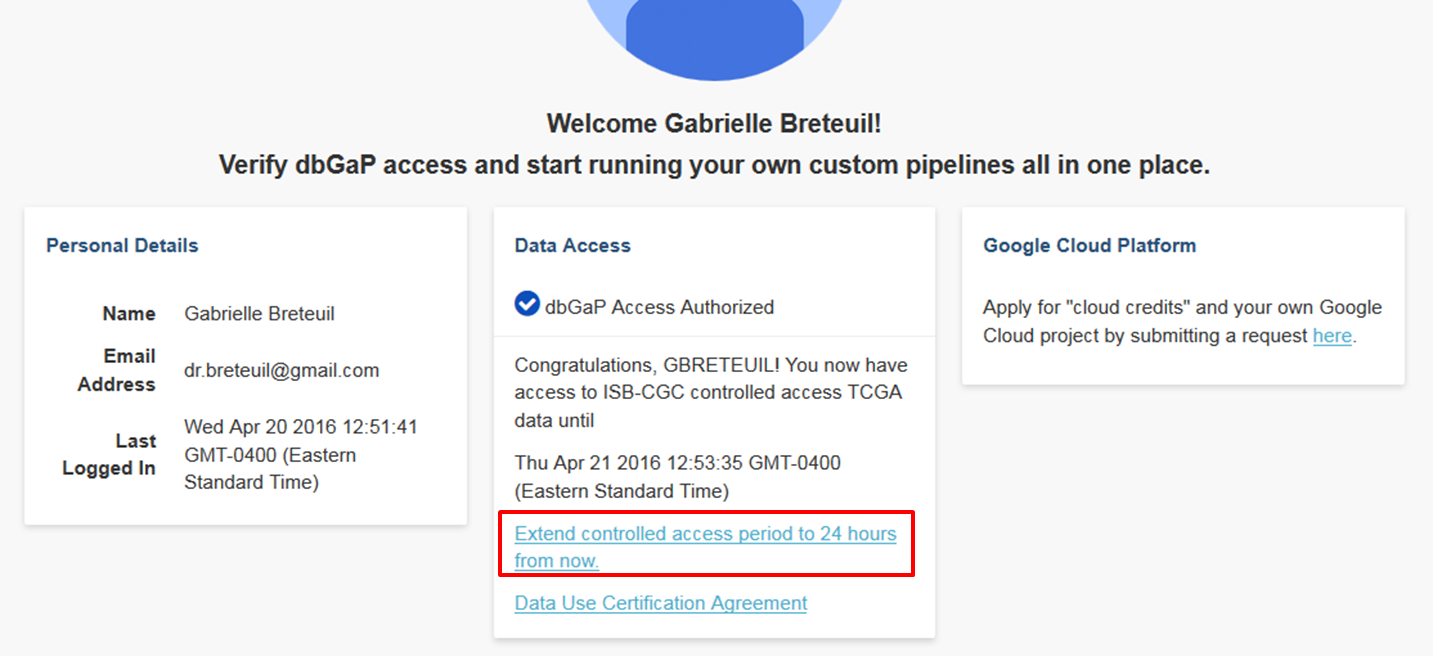 Welcome Gabrielle Breteuil!
Verify dbGaP access and start running your own custom pipelines all in one place.
Personal Details
Name Gabrielle Breteuil
Email
Address
dr.breteuil@gmail.com
Last
Logged In
Wed Apr 20 2016 12:51:41
GMT-0400 (Eastern
Standard Time)
Data Access
dbGaP Access Authorized
Congratulations, GBRETEUIL! You now have
access to ISB-CGC controlled access TCGA
data until
Thu Apr 21 2016 12:53:35 GMT-0400
(Eastern Standard Time)
Extend controlled access period to 24 hours
from now.
Data Use Certification Agreement
Google Cloud Platform
Apply for "cloud credits" and your own Google
Cloud project by submitting a request here.